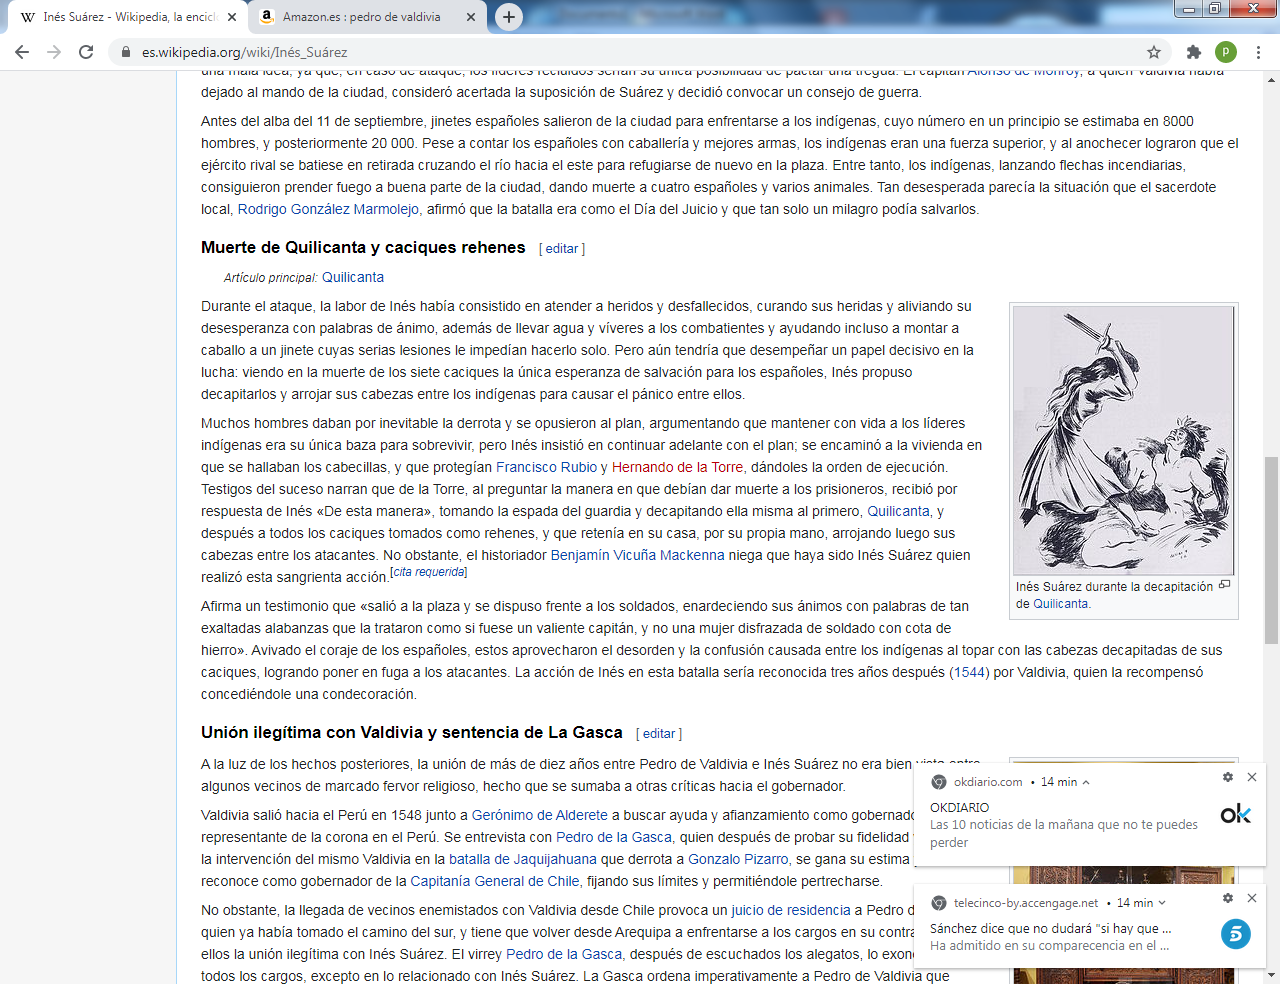 Inés Suárez - Wikipedia, la encicl
Amazon.es : pedro de valdivia
es.wikipedia.org/wiki/Inés_Suárez
P
una mala idea, ya que, en caso de ataque, los líderes recluidos serían su única posibilidad de pactar una tregua. El capitán Alonso de Monroy, a quien Valdivia había
dejado al mando de la ciudad, consideró acertada la suposición de Suárez y decidió convocar un consejo de guerra.
Antes del alba del 11 de septiembre, jinetes españoles salieron de la ciudad para enfrentarse a los indígenas, cuyo número en un principio se estimaba en 8000
hombres, y posteriormente 20 000. Pese a contar los españoles con caballería y mejores armas, los indígenas eran una fuerza superior, y al anochecer lograron que el
ejército rival se batiese en retirada cruzando el río hacia el este para refugiarse de nuevo en la plaza. Entre tanto, los indígenas, lanzando flechas incendiarias,
consiguieron prender fuego a buena parte de la ciudad, dando muerte a cuatro españoles y varios animales. Tan desesperada parecía la situación que el sacerdote
local, Rodrigo González Marmolejo, afirmó que la batalla era como el Día del Juicio y que tan solo un milagro podía salvarlos.
Muerte de Quilicanta y caciques rehenes [ editar ]
Artículo principal: Quilicanta
Durante el ataque, la labor de Inés había consistido en atender a heridos y desfallecidos, curando sus heridas y aliviando su
desesperanza con palabras de ánimo, además de llevar agua y víveres a los combatientes y ayudando incluso a montar a
caballo a un jinete cuyas serias lesiones le impedían hacerlo solo. Pero aún tendría que desempeñar un papel decisivo en la
lucha: viendo en la muerte de los siete caciques la única esperanza de salvación para los españoles, Inés propuso
decapitarlos y arrojar sus cabezas entre los indígenas para causar el pánico entre ellos.
Muchos hombres daban por inevitable la derrota y se opusieron al plan, argumentando que mantener con vida a los líderes
indígenas era su única baza para sobrevivir, pero Inés insistió en continuar adelante con el plan; se encaminó a la vivienda en
que se hallaban los cabecillas, y que protegían Francisco Rubio y Hernando de la Torre, dándoles la orden de ejecución.
Testigos del suceso narran que de la Torre, al preguntar la manera en que debían dar muerte a los prisioneros, recibió por
respuesta de Inés «De esta manera», tomando la espada del guardia y decapitando ella misma al primero, Quilicanta, y
después a todos los caciques tomados como rehenes, y que retenía en su casa, por su propia mano, arrojando luego sus
cabezas entre los atacantes. No obstante, el historiador Benjamín Vicuña Mackenna niega que haya sido Inés Suárez quien
realizó esta sangrienta acción.[cita requerida]
Inés Suárez durante la decapitación
de Quilicanta.
Afirma un testimonio que «salió a la plaza y se dispuso frente a los soldados, enardeciendo sus ánimos con palabras de tan
exaltadas alabanzas que la trataron como si fuese un valiente capitán, y no una mujer disfrazada de soldado con cota de
hierro». Avivado el coraje de los españoles, estos aprovecharon el desorden y la confusión causada entre los indígenas al topar con las cabezas decapitadas de sus
caciques, logrando poner en fuga a los atacantes. La acción de Inés en esta batalla sería reconocida tres años después (1544) por Valdivia, quien la recompensó
concediéndole una condecoración.
Unión ilegítima con Valdivia y sentencia de La Gasca [ editar ]
A la luz de los hechos posteriores, la unión de más de diez años entre Pedro de Valdivia e Inés Suárez no era bien vista entre
algunos vecinos de marcado fervor religioso, hecho que se sumaba a otras críticas hacia el gobernador.
Valdivia salió hacia el Perú en 1548 junto a Gerónimo de Alderete a buscar ayuda y afianzamiento como gobernado
representante de la corona en el Perú. Se entrevista con Pedro de la Gasca, quien después de probar su fidelidad
la intervención del mismo Valdivia en la batalla de Jaquijahuana que derrota a Gonzalo Pizarro, se gana su estima
reconoce como gobernador de la Capitanía General de Chile, fijando sus límites y permitiéndole pertrecharse.
No obstante, la llegada de vecinos enemistados con Valdivia desde Chile provoca un juicio de residencia a Pedro d
quien ya había tomado el camino del sur, y tiene que volver desde Arequipa a enfrentarse a los cargos en su contra
ellos la unión ilegítima con Inés Suárez. El virrey Pedro de la Gasca, después de escuchados los alegatos, lo exon
todos los cargos, excepto en lo relacionado con Inés Suárez. La Gasca ordena imperativamente a Pedro de Valdivia que
okdiario.com • 14 min
OKDIARIO
Las 10 noticias de la mañana que no te puedes
perder
ok
telecinco-by.accengage.net • 14 min
Sánchez dice que no dudará "si hay que ...
Ha admitido en su comparecencia en el ...
5